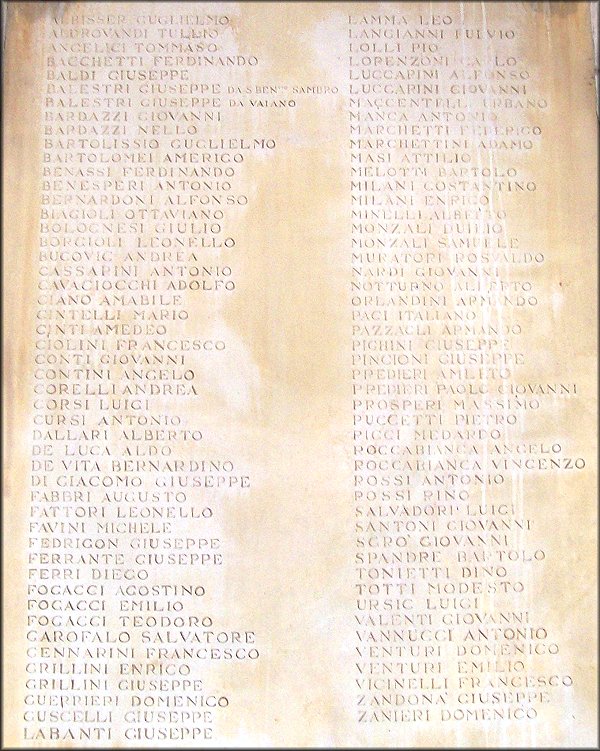 ALBISSER GUGLIELMO
ALDROVANDI TULLIO
ANGELICI TOMMASO
BACCHETTI FERDINANDO
BALDI GIUSEPPE
BALESTRI GIUSEPPE DA S BEN.TTO SAMBRO
BALESTRI GIUSEPPE DA VAIANO
BARDAZZI GIOVANNI
BARDAZZI NELLO
BARTOLISSIO GUGLIELMO
BARTOLOMEI AMERIGO
BENASSI FERDINANDO
BENESPERI ANTONIO
BERNARDONI ALFONSO
BIAGIOLI OTTAVIANO
BOLOGNESI GIULIO
BORGIOLI LEONELLO
BUCOVIC ANDREA
CASSARINI ANTONIO
CAVACIOCCHI ADOLFO
CIANO AMABILE
CINTELLI MARIO
CINTI AMEDEO
CIOLINI FRANCESCO
CONTI GIOVANNI
CONTINI ANGELO
CORELLI ANDREA
CORSI LUIGI
CURSI ANTONIO
DALLARI ALBERTO
DE LUCA ALDO
DE VITA BERNARDINO
DI GIACOMO GIUSEPPE
FABBRI AUGUSTO
FATTORI LEONELLO
FAVINI MICHELE
FEDRIGON GIUSEPPE
FERRANTE GIUSEPPE
FERRI DIEGO
FOGACCI AGOSTINO
FOGACCI EMILIO
FOGACCI TEODORO
GAROFALO SALVATORE
GENNARINI FRANCESCO
GRILLINI ENRICO
GRILLINI GIUSEPPE
GUERRIERI DOMENICO
GUSCELLI GIUSEPPE
LABANTI GIUSEPPE
LAMMA LEO
LANGIANNI FULVIO
LOLLI PIO
LORENZONI CARLO
LUCCARINI ALFONSO
LUCCARINI GIOVANNI
MACCENTELLI URBANO
MANCA ANTONIO
MARCHETTI FEDERICO
MARCHETTINI ADAMO
MASI ATTILIO
MELOTTI BARTOLO
MILANI COSTANTINO
MILANI ENRICO
MINELLI ALBERTO
MONZALI DUILIO
MONZALI SAMUELE
MURATORI ROSVALDO
NARDI GIOVANNI
NOTTURNO ALBERTO
ORLANDINI ARMANDO
PACI ITALIANO
PAZZAGLI ARMANDO
PICHINI GIUSEPPE
PINCIONI GIUSEPPE
PREDIERI AMLETO
PREDIERI PAOLO GIOVANNI
PROSPERI MASSIMO
PUCCETTI PIETRO
PICCI MEDARDO
ROCCABIANCA ANGELO
ROCCABIANCA VINCENZO
ROSSI ANTONIO
ROSSI RINO
SALVADORI LUIGI
SANTONI GIOVANNI
SGRO' GIOVANNI
SPANDRE BARTOLO
TONIETTI DINO
TOTTI MODESTO
URSIC LUIGI
VALENTI GIOVANNI
VANNUCCI ANTONIO
VENTURI DOMENICO
VENTURI EMILIO
VICINELLI FRANCESCO
ZANDONA' GIUSEPPE
ZANIERI DOMENICO